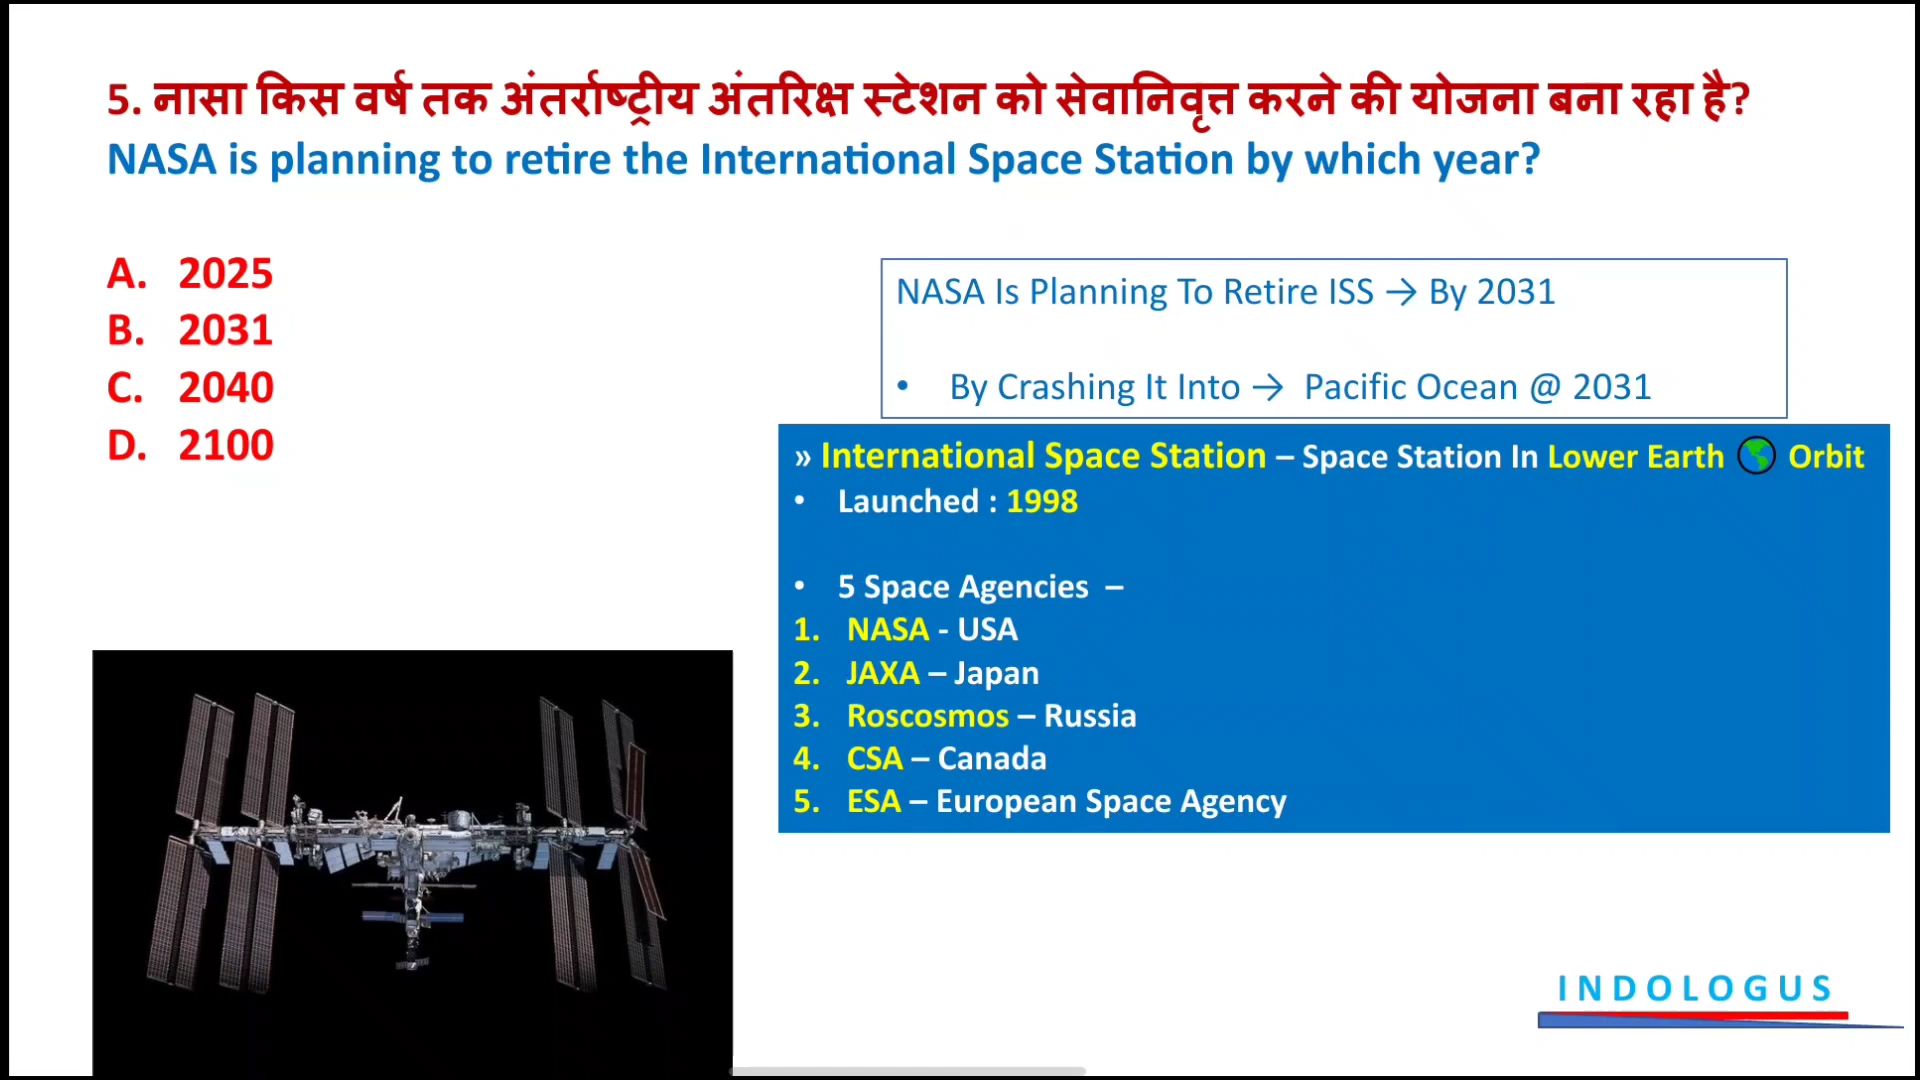 5. नासा किस वर्ष तक अंतर्राष्ट्रीय अंतरिक्ष स्टेशन को सेवानिवृत्त करने की योजना बना रहा है?
NASA is planning to retire the International Space Station by which year?
A. 2025
B. 2031
C. 2040
D. 2100
NASA Is Planning To Retire ISS → By 2031
• By Crashing It Into → Pacific Ocean @ 2031
» International Space Station – Space Station In Lower Earth 🌎 Orbit
• Launched : 1998
• 5 Space Agencies –
1. NASA - USA
2. JAXA – Japan
3. Roscosmos – Russia
4. CSA – Canada
5. ESA – European Space Agency
INDOLOGUS